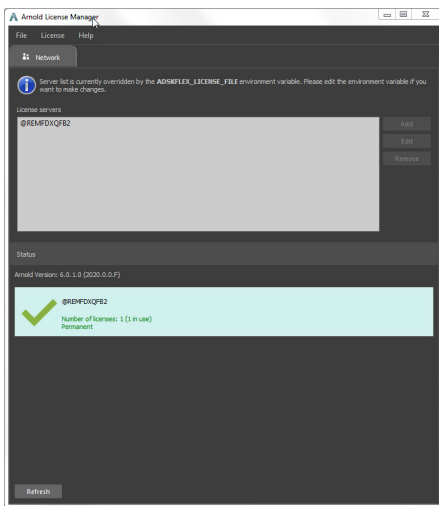 Arnold License Manager
File License Help
Network
Server list is currently overridden by the ADSKFLEX_LICENSE_FILE environment variable. Please edit the environment variable if you
want to make changes.
License servers
@REMFDXQFB2
Add
Edit
Remove
Status
Arnold Version: 6.0.1.0 (2020.0.0.F)
@REMFDXQFB2
Number of licenses: 1 (1 in use)
Permanent
Refresh